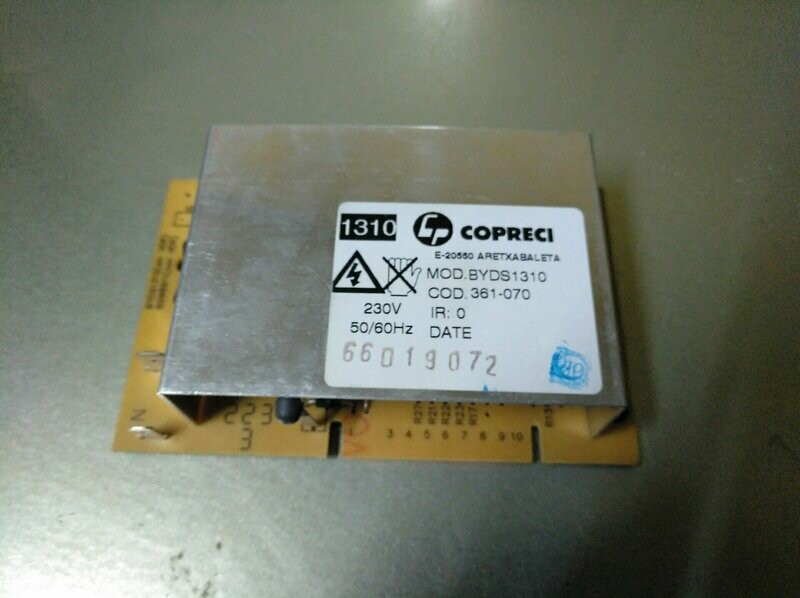 1310
COPRECI
E-20550 ARETXABALETA
MOD.BYDS1310
COD. 361-070
230V
IR: 0
50/60Hz
DATE
66019072
N
3 4 5 6 7 8 9 10